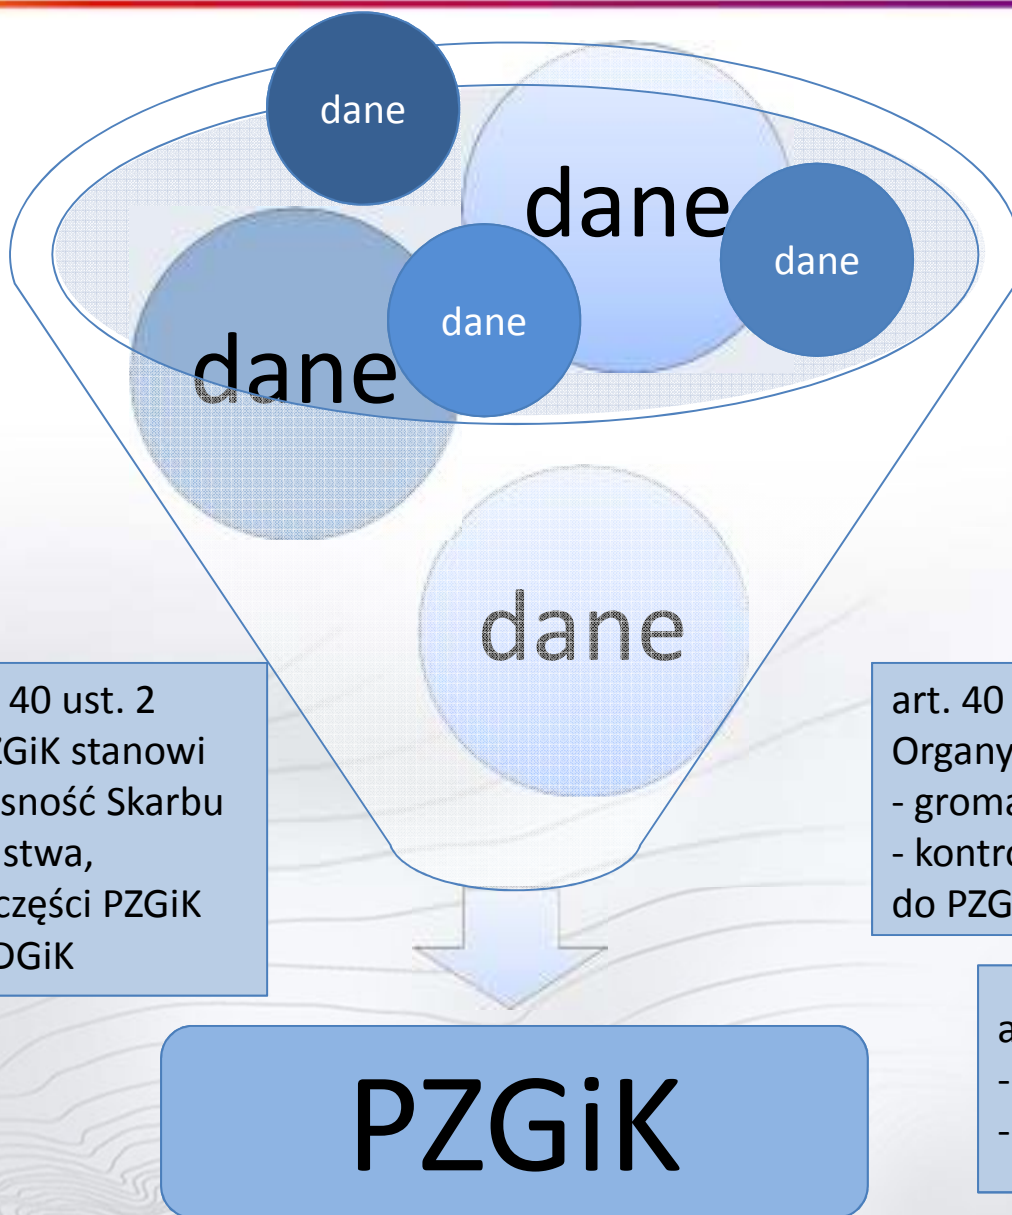 dane
dane
dane
dane
dane
dane
40 ust. 2
ZGiK stanowi
sność Skarbu
stwa,
części PZGiK
DGiK
art. 40
Organy
- groma
- kontro
do PZG
a
-
-
PZGiK